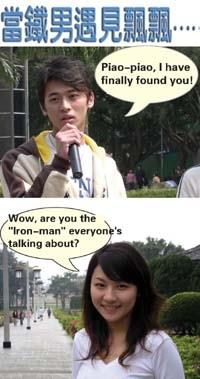 當鐵男遇見飄飄……
Piao-piao, I have
finally found you!
Wow, are you the
"Iron-man" everyone's
talking about?